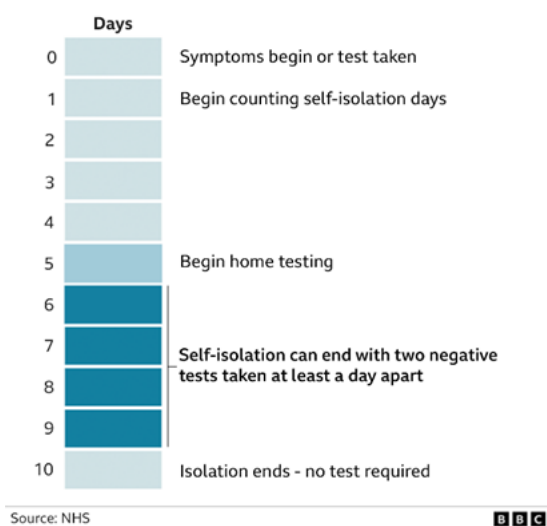 Days
0 Symptoms begin or test taken
1 Begin counting self-isolation days
2
3
4
5 Begin home testing
6
7
Self-isolation can end with two negative
tests taken at least a day apart
8
9
10 Isolation ends - no test required
Source: NHS
BBC